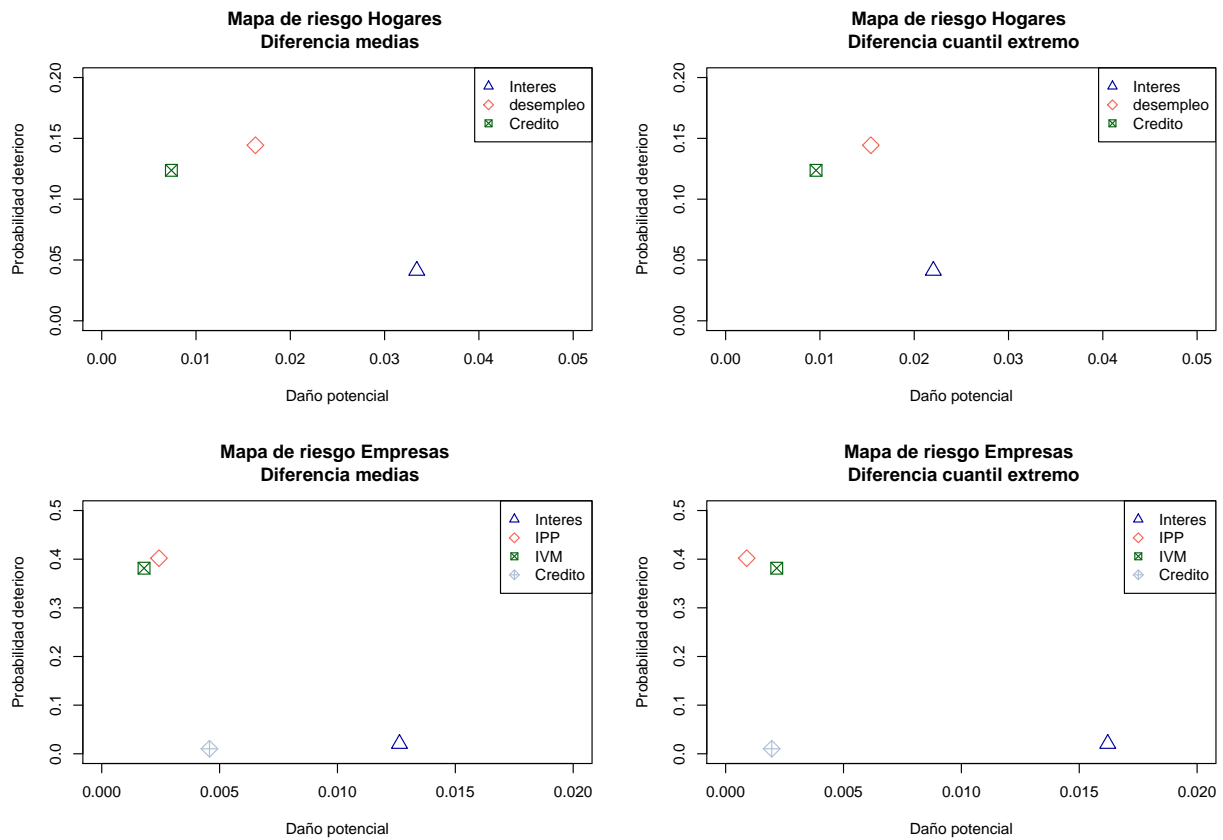 Mapa de riesgo Hogares
Diferencia medias
Probabilidad deterioro
0.20
0.15
0.10
0.05
0.00
Interes
desempleo
Credito
0.00 0.01 0.02 0.03 0.04 0.05
Daño potencial
Mapa de riesgo Hogares
Diferencia cuantil extremo
Probabilidad deterioro
0.20
0.15
0.10
0.05
0.00
Interes
desempleo
Credito
0.00 0.01 0.02 0.03 0.04 0.05
Daño potencial
Mapa de riesgo Empresas
Diferencia medias
Probabilidad deterioro
0.5
0.4
0.3
0.2
0.1
0.0
Interes
IPP
IVM
Credito
0.000 0.005 0.010 0.015 0.020
Daño potencial
Mapa de riesgo Empresas
Diferencia cuantil extremo
Probabilidad deterioro
0.5
0.4
0.3
0.2
0.1
0.0
Interes
IPP
IVM
Credito
0.000 0.005 0.010 0.015 0.020
Daño potencial